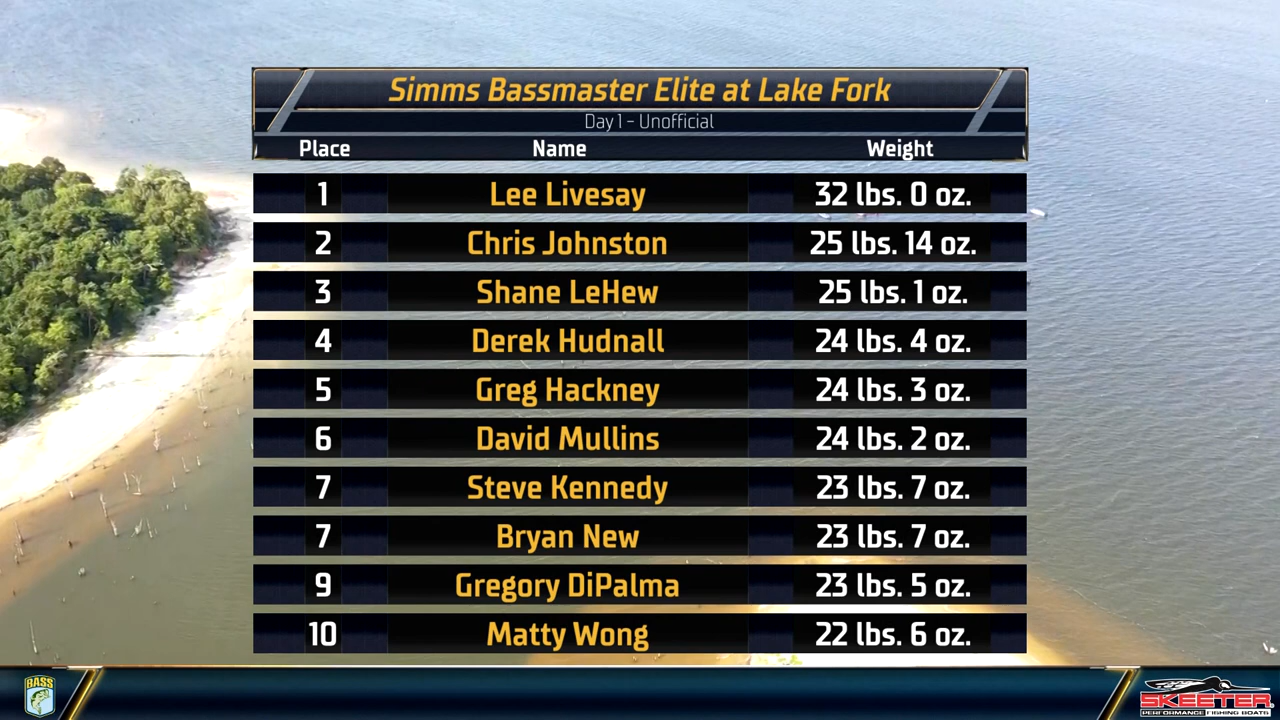 Simms Bassmaster Elite at Lake Fork
Day 1 - Unofficial
Place Name Weight
1 Lee Livesay 32 lbs. 0 oz.
2 Chris Johnston 25 lbs. 14 oz.
3 Shane LeHew 25 lbs. 1 oz.
4 Derek Hudnall 24 lbs. 4 oz.
5 Greg Hackney 24 lbs. 3 oz.
6 David Mullins 24 lbs. 2 oz.
7 Steve Kennedy 23 lbs. 7 oz.
7 Bryan New 23 lbs. 7 oz.
9 Gregory DiPalma 23 lbs. 5 oz.
10 Matty Wong 22 lbs. 6 oz.
BASS
SKEETER
PERFORMANCE FISHING BOATS